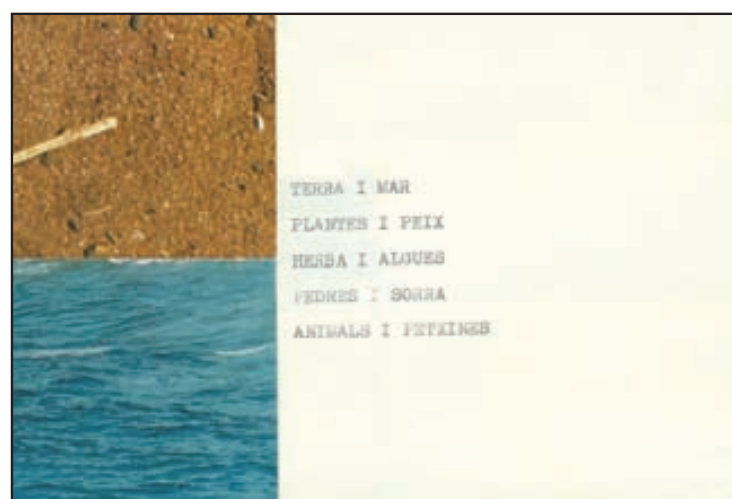 TERRA I MAR
PLANTES I PEIX
HERBA I ALGUES
PEDRES I SORRA
ANIMALS I PETXINES